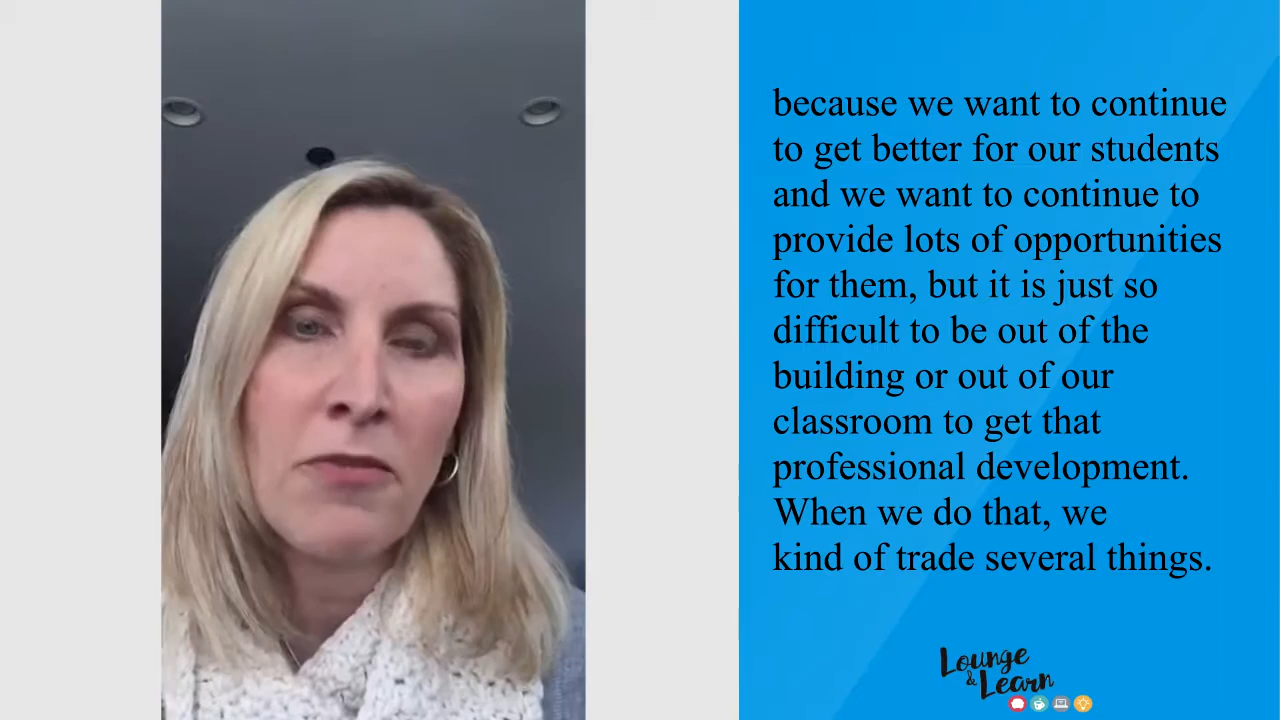 because we want to continue
to get better for our students
and we want to continue to
provide lots of opportunities
for them, but it is just so
difficult to be out of the
building or out of our
classroom to get that
professional development.
When we do that, we
kind of trade several things.
Lounge
& Learn